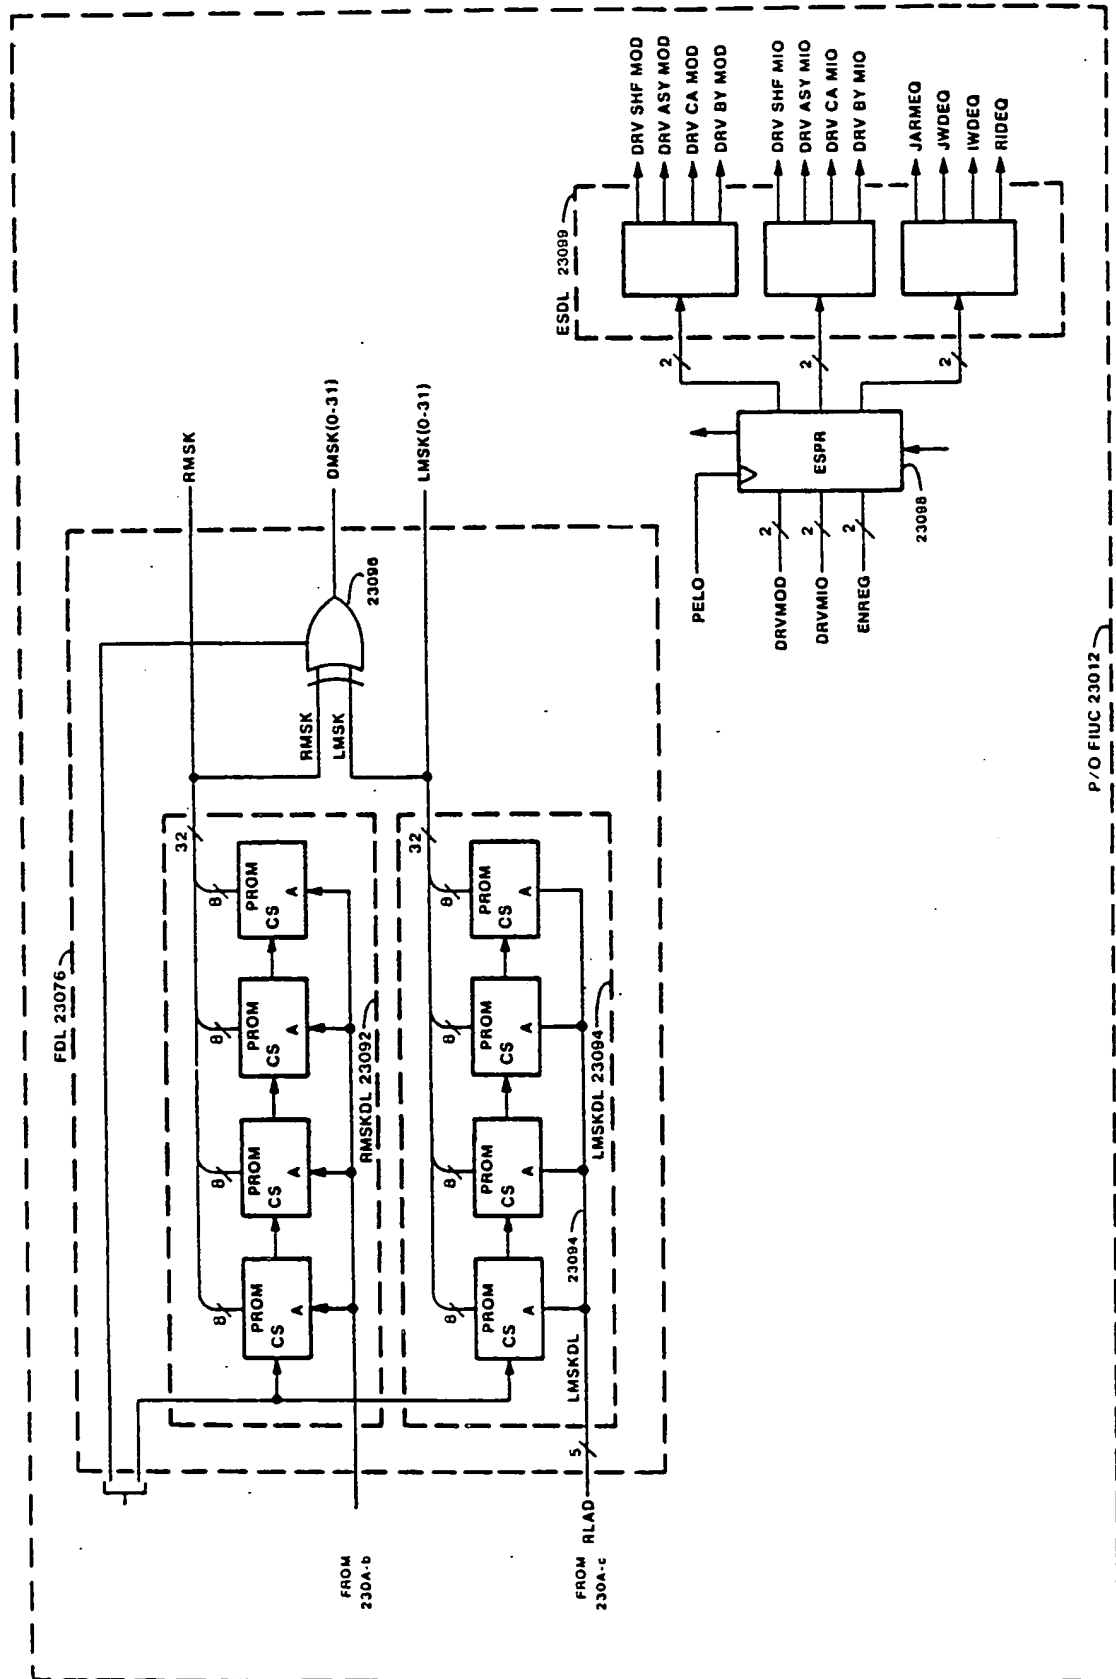 FDL 23076
RMSK
32
8
PROM
CS
A
8
PROM
CS
A
8
PROM
CS
A
8
PROM
CS
A
RMSKDL 23092
FROM
230A-b
RMSK
LMSK
23096
DMSK(0-31)
LMSK(0-31)
32
8
PROM
CS
A
8
PROM
CS
A
8
PROM
CS
A
8
PROM
CS
A
LMSKDL
23094
LMSKDL 23094
5
RLAD
FROM
230A-c
ESDL 23099
PELO
DRVMOD
2
DRVMIO
2
ENREG
2
ESPR
23098
2
2
2
DRV SHF MOD
DRV ASY MOD
DRV CA MOD
DRV BY MOD
DRV SHF MIO
DRV ASY MIO
DRV CA MIO
DRV BY MIO
JARMEQ
JWDEQ
IWDEQ
RIDEQ
P/O FIUC 23012